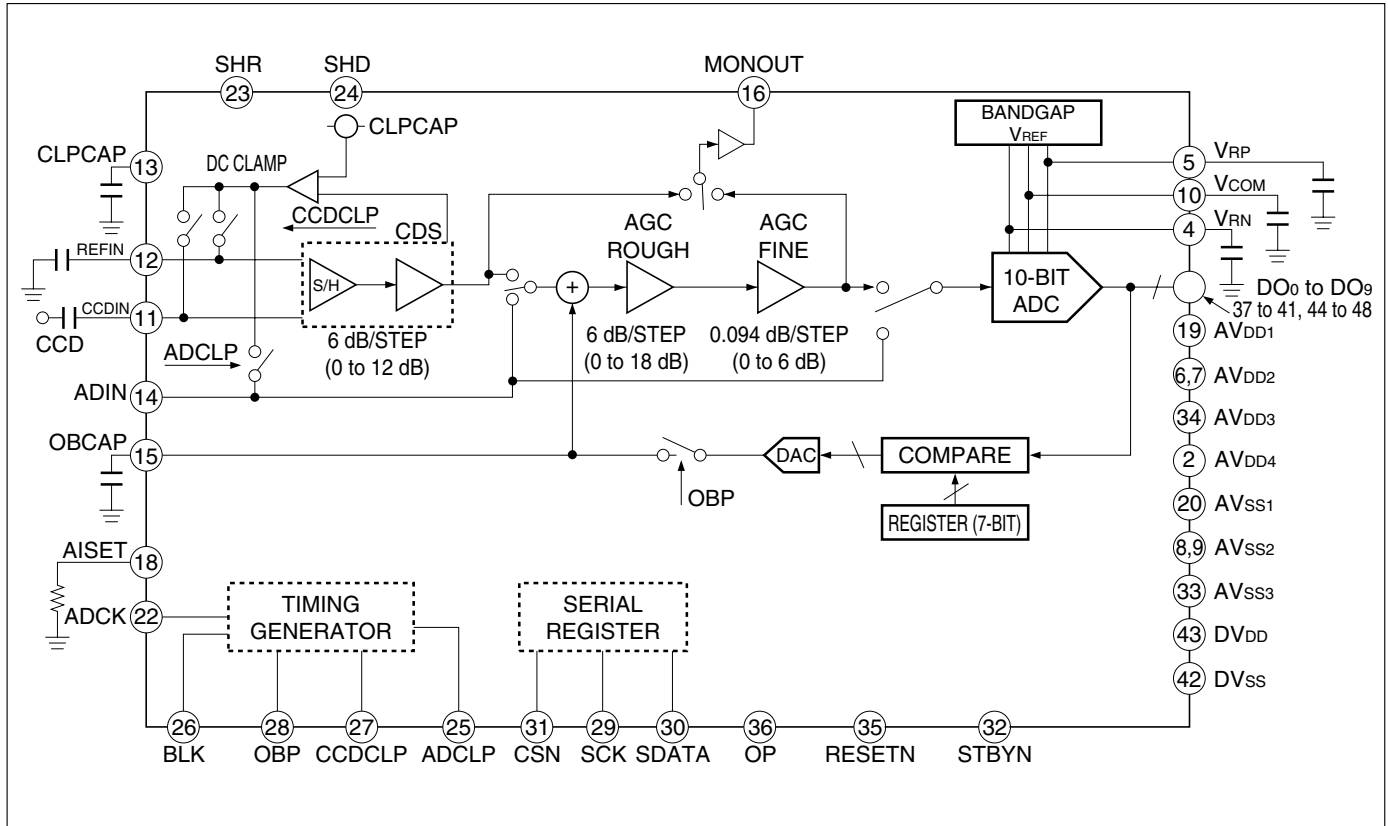 SHR
23
SHD
24
MONOUT
16
CLPCAP
BANDGAP
VREF
CLPCAP
13
DC CLAMP
5
VRP
10
VCOM
4
VRN
CCDCLP
CDS
AGC
ROUGH
AGC
FINE
REFIN
12
S/H
+
10-BIT
ADC
DO0 to DO9
37 to 41, 44 to 48
CCDIN
11
CCD
6 dB/STEP
(0 to 12 dB)
6 dB/STEP
(0 to 18 dB)
0.094 dB/STEP
(0 to 6 dB)
19
AVDD1
ADCLP
6,7
AVDD2
ADIN
14
34
AVDD3
OBCAP
15
OBP
DAC
COMPARE
REGISTER (7-BIT)
2
AVDD4
20
AVSS1
AISET
18
8,9
AVSS2
ADCK
22
TIMING
GENERATOR
SERIAL
REGISTER
33
AVSS3
43
DVDD
42
DVSS
26
28
27
25
31
29
30
36
35
32
BLK
OBP
CCDCLP
ADCLP
CSN
SCK
SDATA
OP
RESETN
STBYN